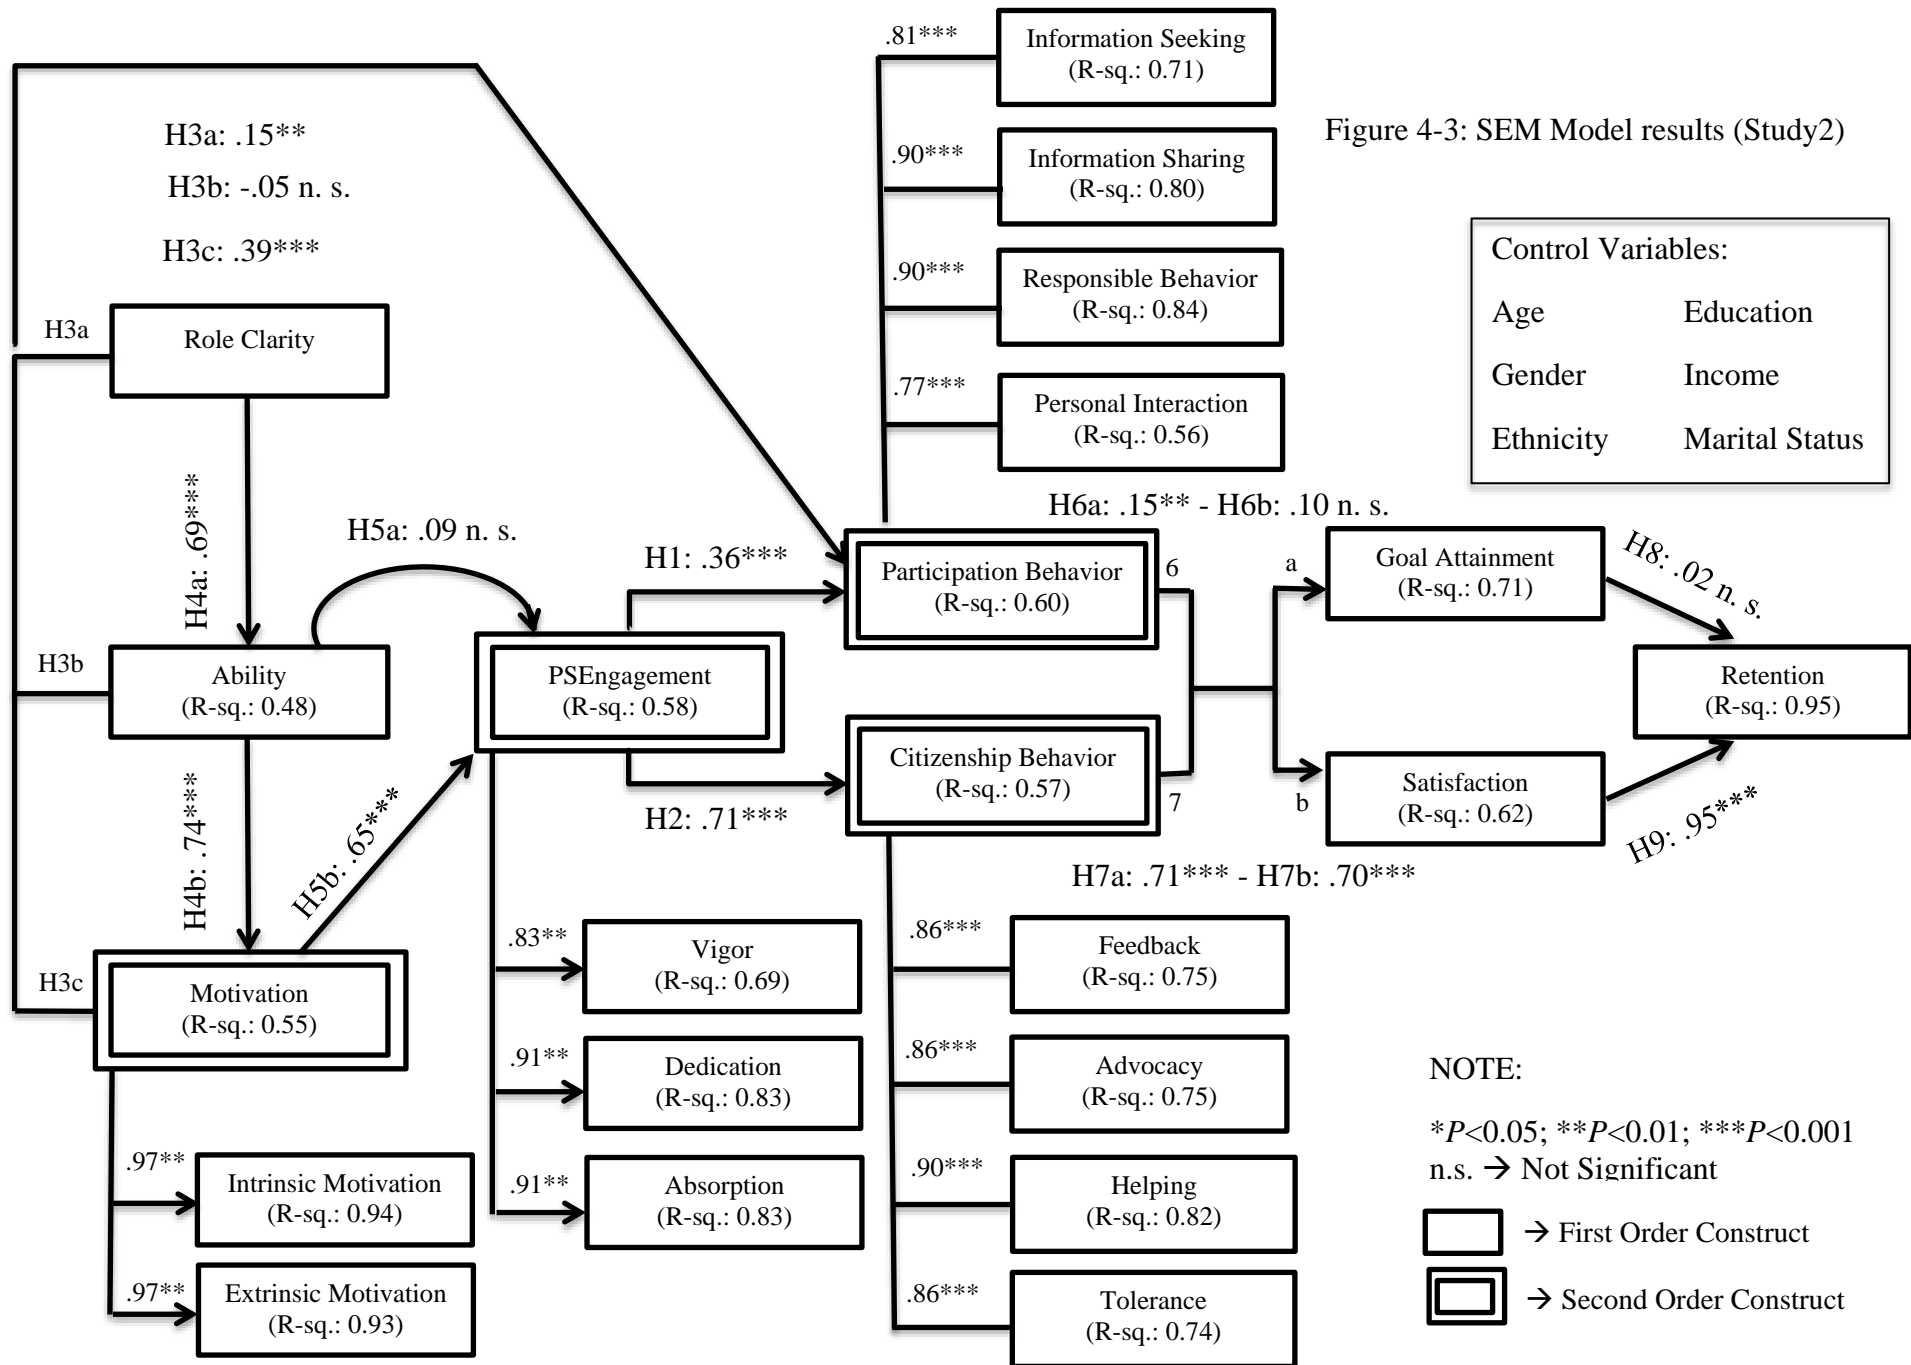 .81***
Information Seeking
(R-sq.: 0.71)
Figure 4-3: SEM Model results (Study2)
H3a: .15**
H3b: -.05 n. s.
H3c: .39***
.90***
Information Sharing
(R-sq.: 0.80)
Control Variables:
Age Education
Gender Income
Ethnicity Marital Status
.90***
Responsible Behavior
(R-sq.: 0.84)
.77***
Personal Interaction
(R-sq.: 0.56)
H3a
Role Clarity
H4a: .69****
H5a: .09 n. s.
H1: .36***
H6a: .15** - H6b: .10 n. s.
Participation Behavior
(R-sq.: 0.60)
6
a
Goal Attainment
(R-sq.: 0.71)
H8: .02 n. s.
H3b
Ability
(R-sq.: 0.48)
PSEngagement
(R-sq.: 0.58)
Retention
(R-sq.: 0.95)
Citizenship Behavior
(R-sq.: 0.57)
7
b
Satisfaction
(R-sq.: 0.62)
H9: .95***
H4b: .74****
H5b: .65***
H2: .71***
H7a: .71*** - H7b: .70***
H3c
Motivation
(R-sq.: 0.55)
.83**
Vigor
(R-sq.: 0.69)
.86***
Feedback
(R-sq.: 0.75)
.91**
Dedication
(R-sq.: 0.83)
.86***
Advocacy
(R-sq.: 0.75)
NOTE:
*P<0.05; **P<0.01; ***P<0.001
n.s. → Not Significant
.97**
Intrinsic Motivation
(R-sq.: 0.94)
.91**
Absorption
(R-sq.: 0.83)
.90***
Helping
(R-sq.: 0.82)
→ First Order Construct
.97**
Extrinsic Motivation
(R-sq.: 0.93)
.86***
Tolerance
(R-sq.: 0.74)
→ Second Order Construct